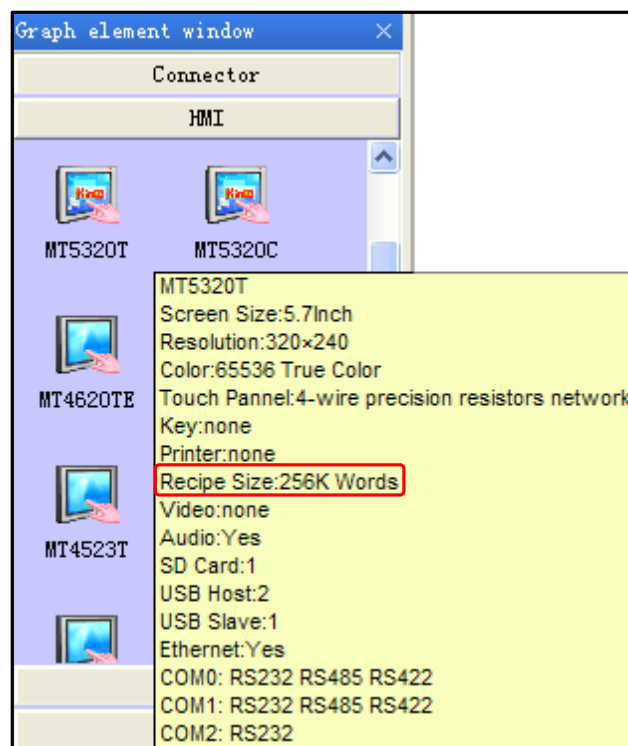 Graph element window
Connector
HMI
MT5320T MT5320C
MT4620TE
MT4523T
MT5320T
Screen Size:5.7Inch
Resolution:320×240
Color:65536 True Color
Touch Pannel:4-wire precision resistors network
Key:none
Printer:none
Recipe Size:256K Words
Video:none
Audio:Yes
SD Card:1
USB Host:2
USB Slave:1
Ethernet:Yes
COM0: RS232 RS485 RS422
COM1: RS232 RS485 RS422
COM2: RS232